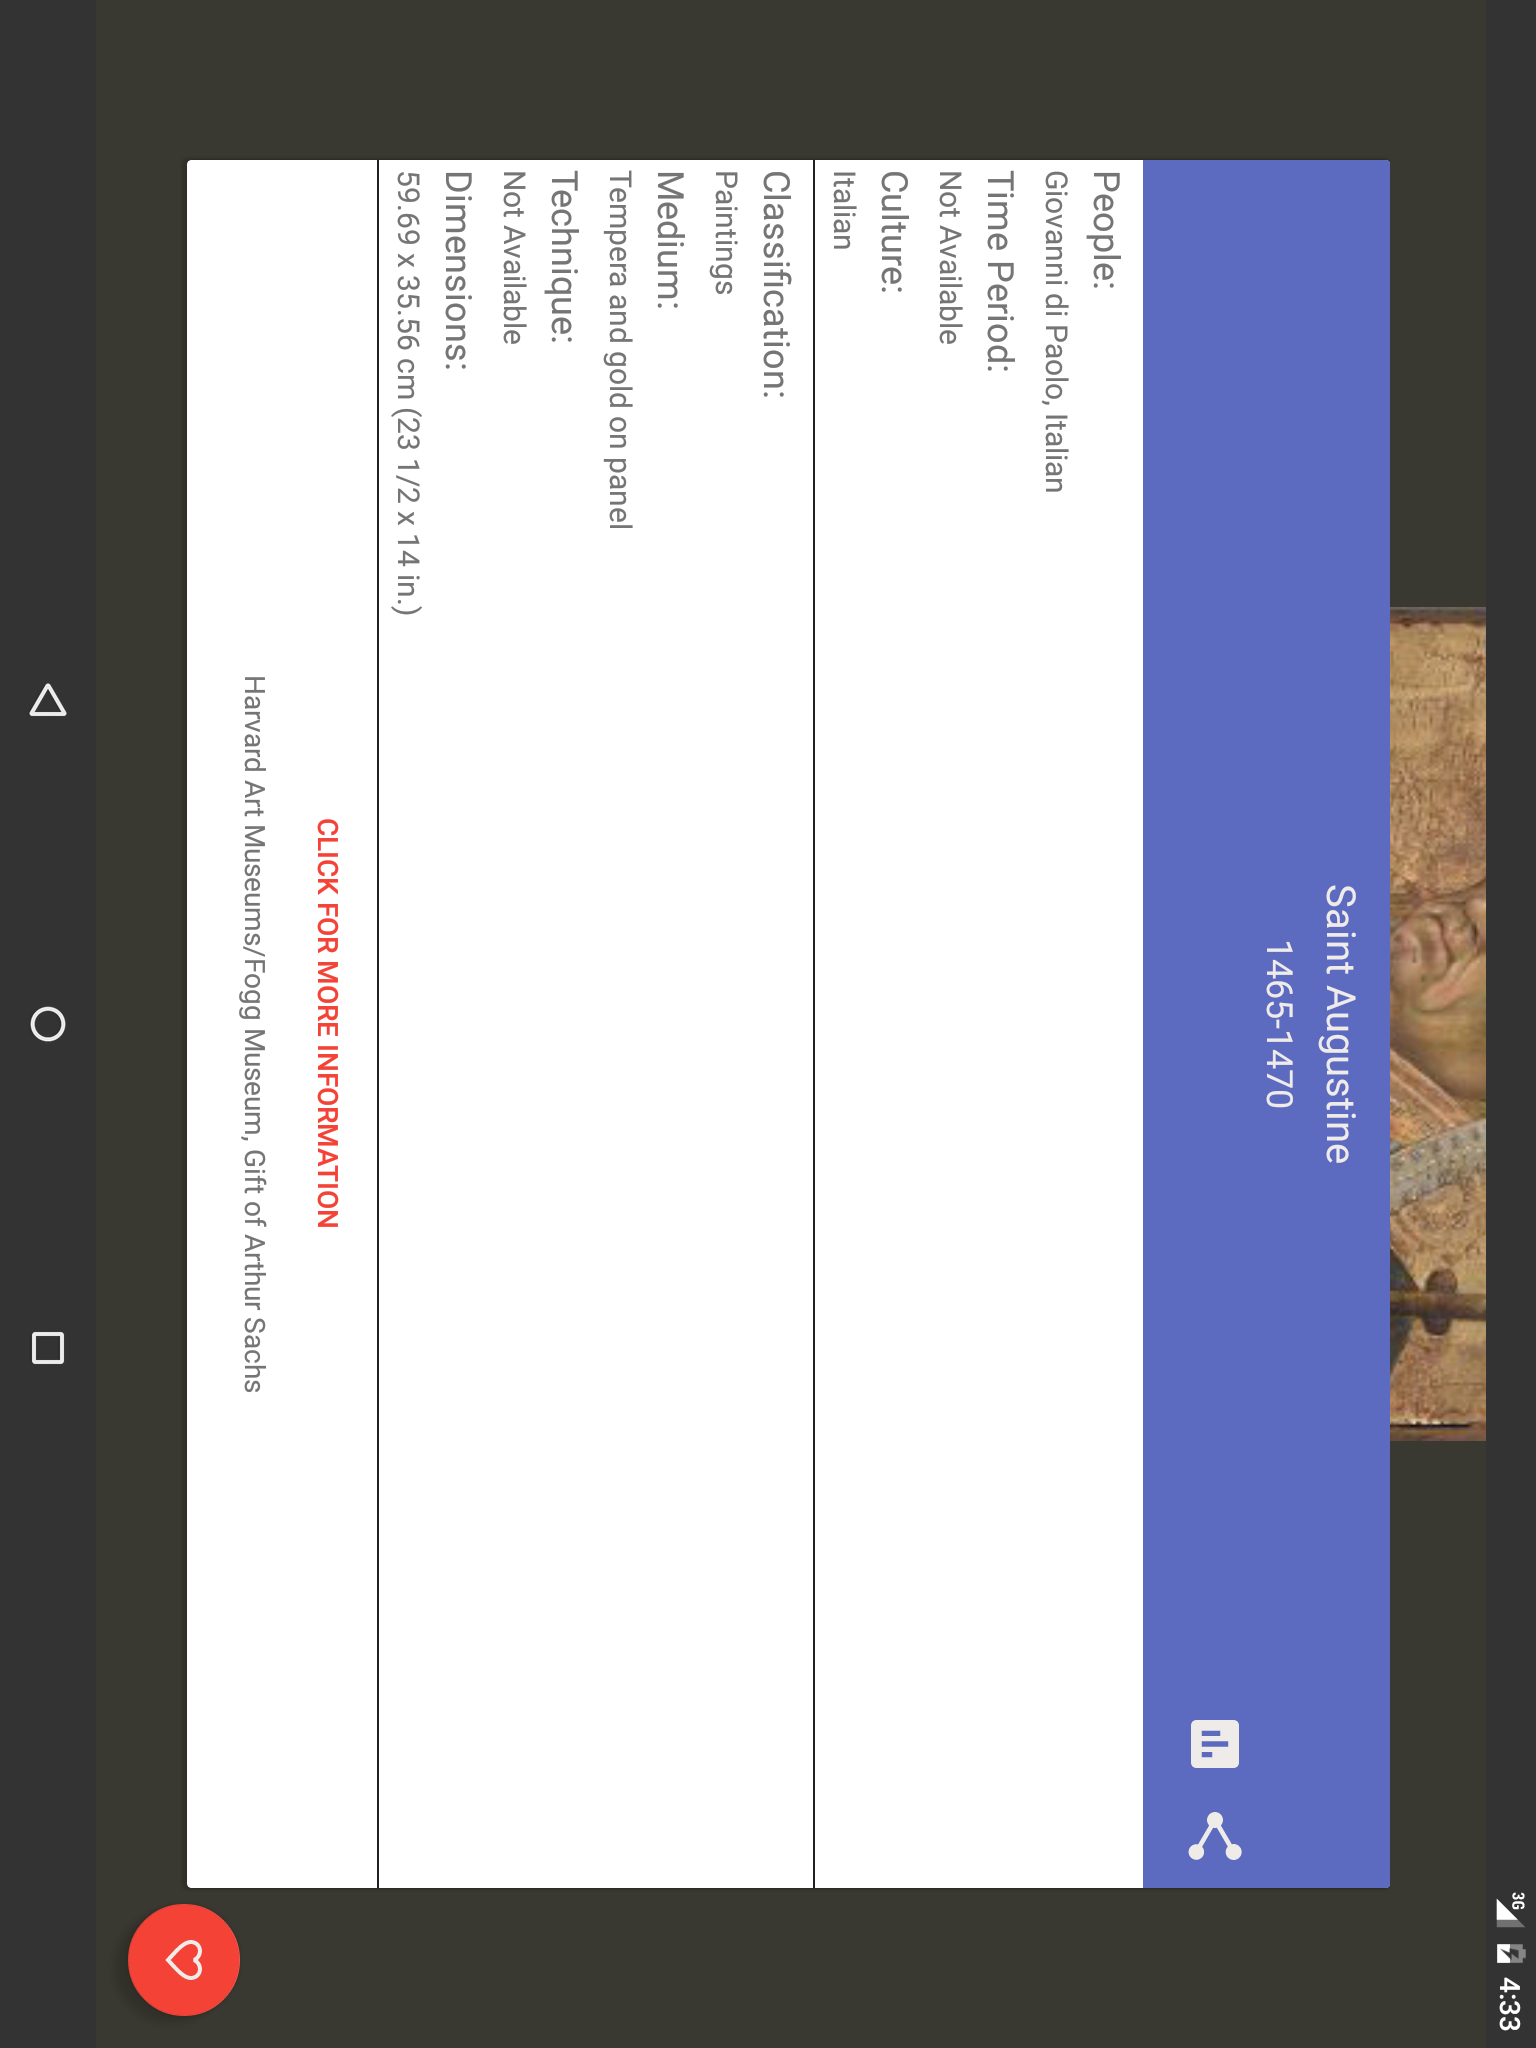 3G 4:33
Saint Augustine
1465-1470
People:
Giovanni di Paolo, Italian
Time Period:
Not Available
Culture:
Italian
Classification:
Paintings
Medium:
Tempera and gold on panel
Technique:
Not Available
Dimensions:
59.69 x 35.56 cm (23 1/2 x 14 in.)
CLICK FOR MORE INFORMATION
Harvard Art Museums/Fogg Museum, Gift of Arthur Sachs